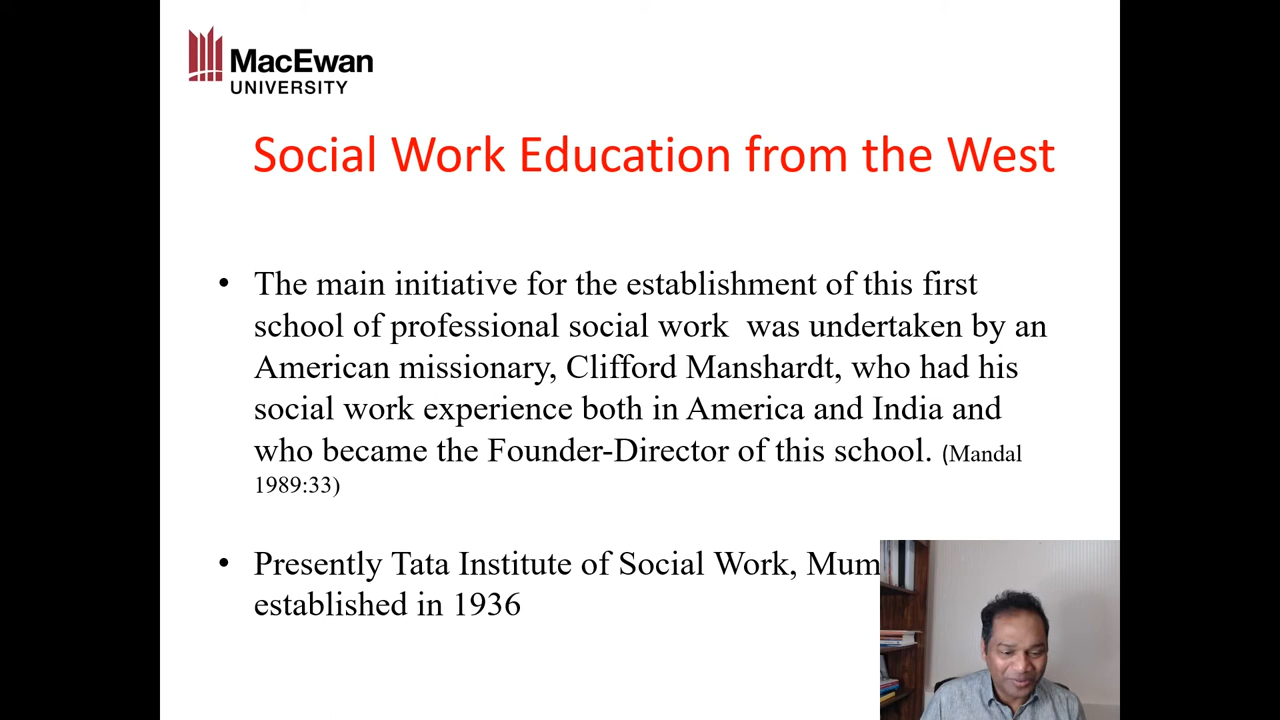 MacEwan
UNIVERSITY
Social Work Education from the West
• The main initiative for the establishment of this first
school of professional social work was undertaken by an
American missionary, Clifford Manshardt, who had his
social work experience both in America and India and
who became the Founder-Director of this school. (Mandal
1989:33)
• Presently Tata Institute of Social Work,
established in 1936